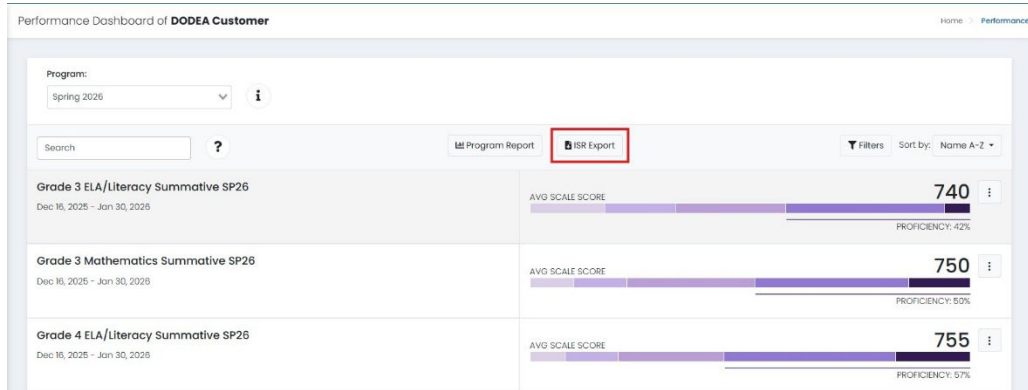 Performance Dashboard of DODEA Customer
Home
Performance
Program:
Spring 2026
i
Search
?
Program Report
ISR Export
Filters
Sort by: Name A-Z
Grade 3 ELA/Literacy Summative SP26
Dec 16, 2025 - Jan 30, 2026
AVG SCALE SCORE
740
PROFICIENCY: 42%
Grade 3 Mathematics Summative SP26
Dec 16, 2025 - Jan 30, 2026
AVG SCALE SCORE
750
PROFICIENCY: 50%
Grade 4 ELA/Literacy Summative SP26
Dec 16, 2025 - Jan 30, 2026
AVG SCALE SCORE
755
PROFICIENCY: 57%